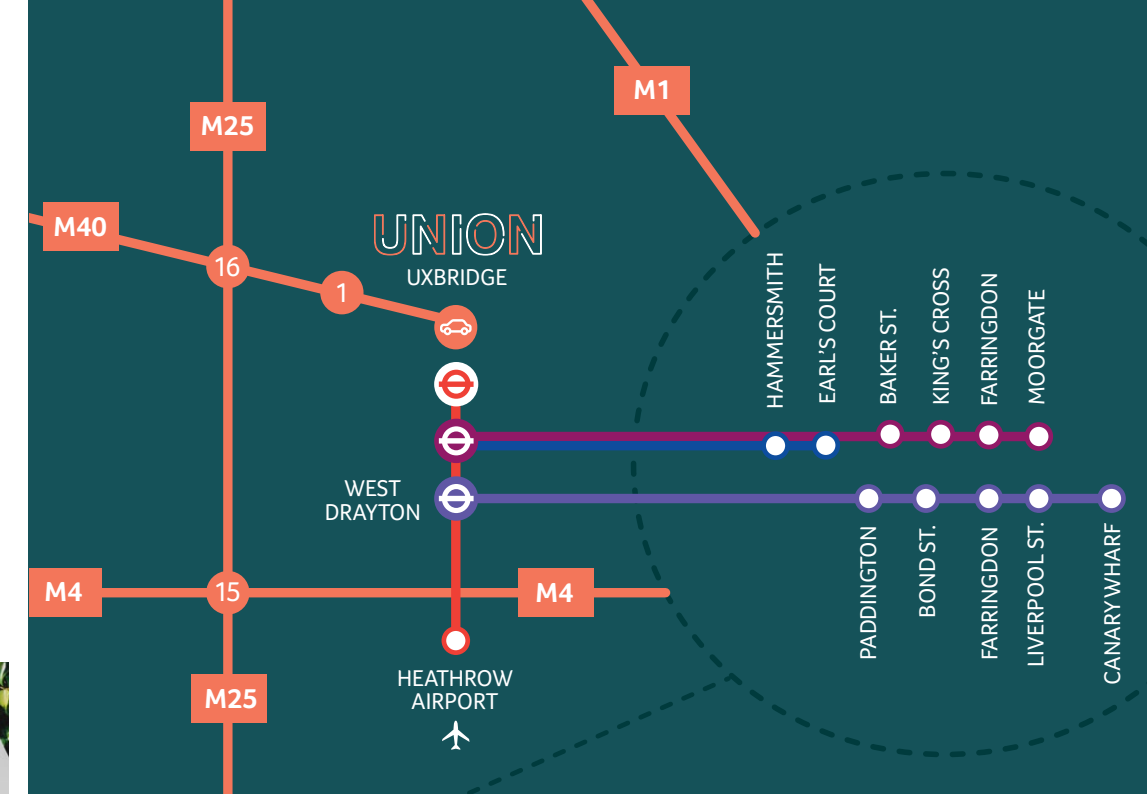 M1
M25
M40
UNION
UXBRIDGE
16
1
HAMMERSMITH
EARL'S COURT
BAKER ST.
KING'S CROSS
FARRINGDON
MOORGATE
WEST
DRAYTON
PADDINGTON
BOND ST.
FARRINGDON
LIVERPOOL ST.
CANARY WHARF
M4
15
M4
HEATHROW
AIRPORT
M25